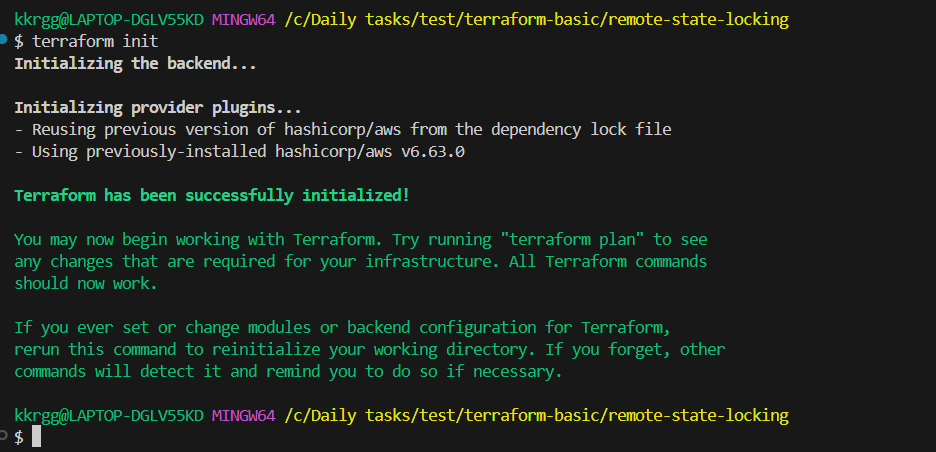 kkrgg@LAPTOP-DGLV55KD MINGW64 /c/Daily tasks/test/terraform-basic/remote-state-locking
$ terraform init
Initializing the backend...
Initializing provider plugins...
- Reusing previous version of hashicorp/aws from the dependency lock file
- Using previously-installed hashicorp/aws v6.63.0
Terraform has been successfully initialized!
You may now begin working with Terraform. Try running "terraform plan" to see
any changes that are required for your infrastructure. All Terraform commands
should now work.
If you ever set or change modules or backend configuration for Terraform,
rerun this command to reinitialize your working directory. If you forget, other
commands will detect it and remind you to do so if necessary.
kkrgg@LAPTOP-DGLV55KD MINGW64 /c/Daily tasks/test/terraform-basic/remote-state-locking
$